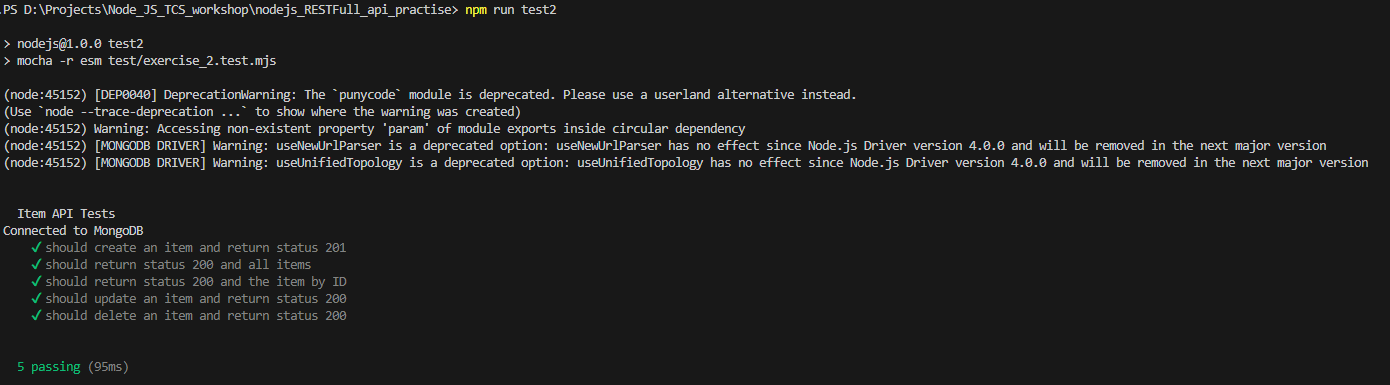 PS D:\Projects\Node_JS_TCS_workshop\nodejs_RESTFull_api_practise> npm run test2
> nodejs@1.0.0 test2
> mocha -r esm test/exercise_2.test.mjs
(node:45152) [DEP0040] DeprecationWarning: The `punycode` module is deprecated. Please use a userland alternative instead.
(Use `node --trace-deprecation ...` to show where the warning was created)
(node:45152) Warning: Accessing non-existent property 'param' of module exports inside circular dependency
(node:45152) [MONGODB DRIVER] Warning: useNewUrlParser is a deprecated option: useNewUrlParser has no effect since Node.js Driver version 4.0.0 and will be removed in the next major version
(node:45152) [MONGODB DRIVER] Warning: useUnifiedTopology is a deprecated option: useUnifiedTopology has no effect since Node.js Driver version 4.0.0 and will be removed in the next major version
Item API Tests
Connected to MongoDB
✓ should create an item and return status 201
✓ should return status 200 and all items
✓ should return status 200 and the item by ID
✓ should update an item and return status 200
✓ should delete an item and return status 200
5 passing (95ms)